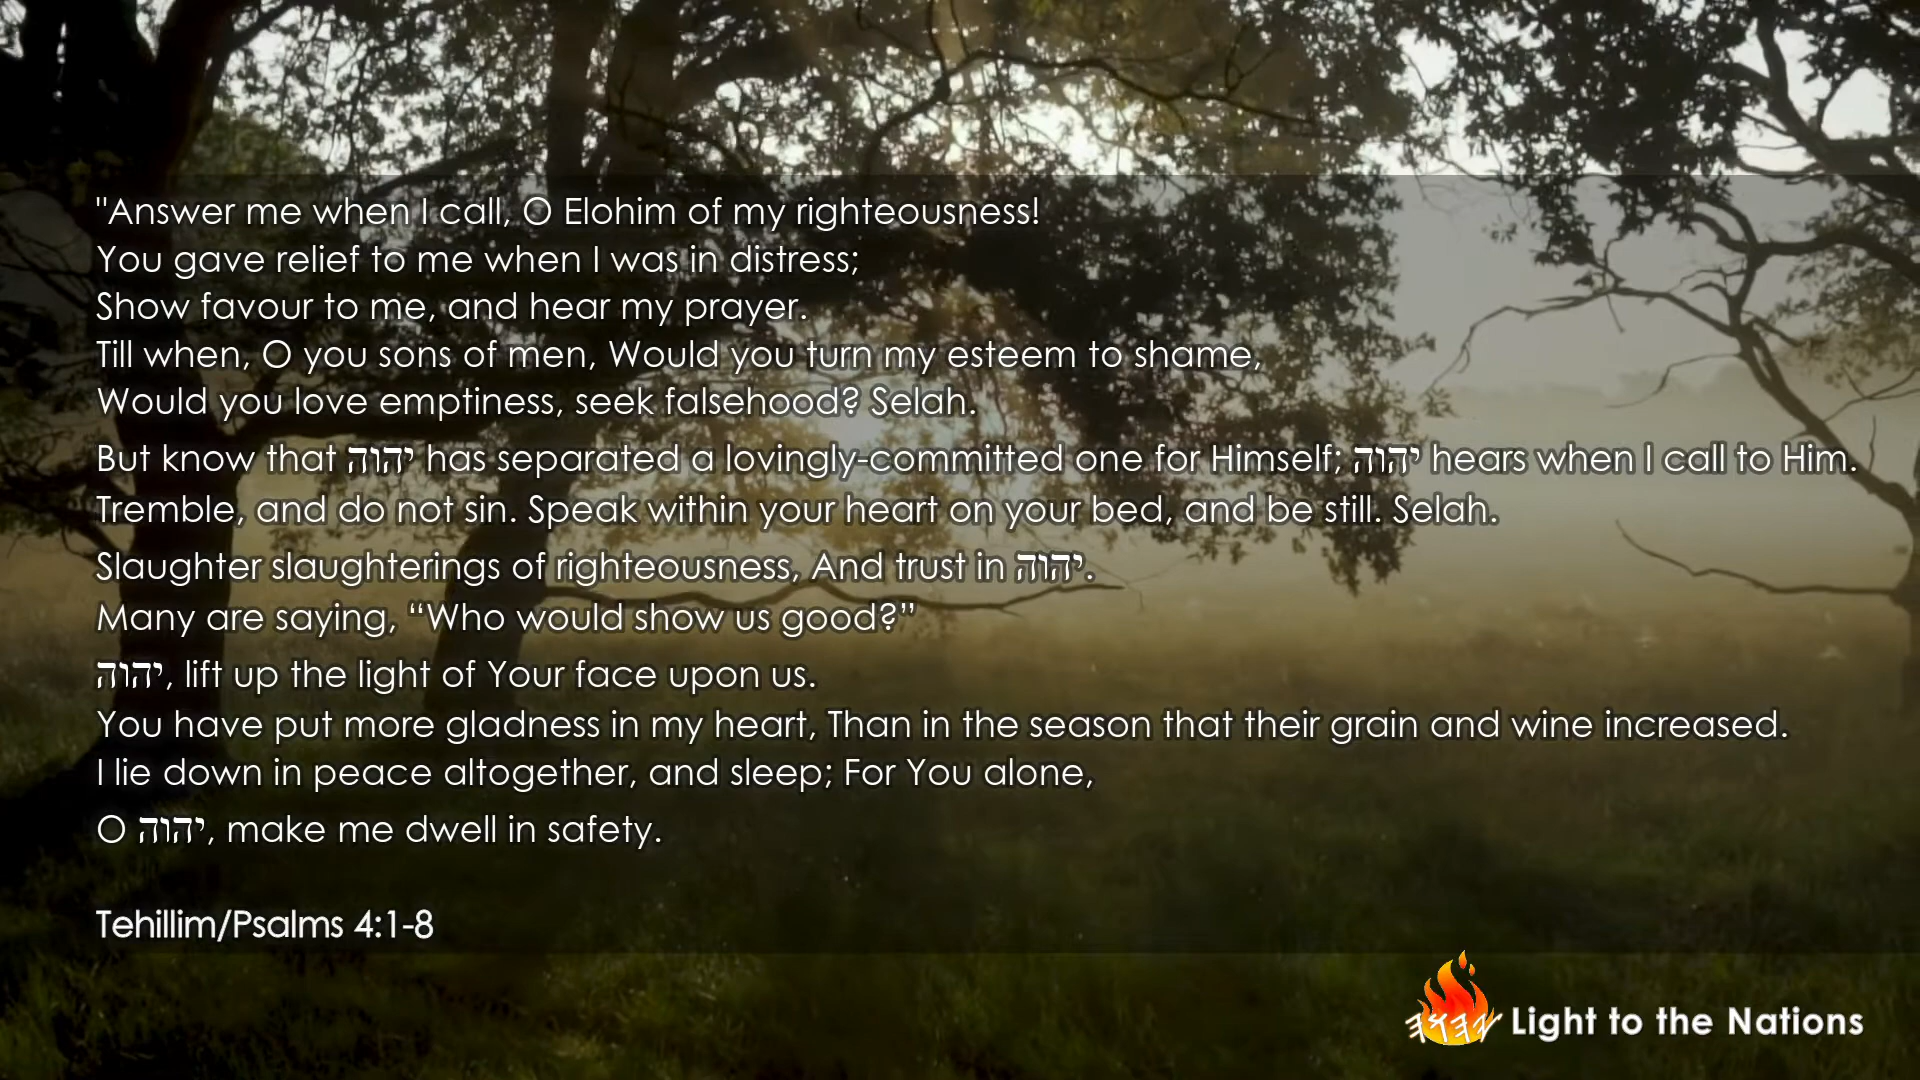 "Answer me when I call, O Elohim of my righteousness!
You gave relief to me when I was in distress;
Show favour to me, and hear my prayer.
Till when, O you sons of men, Would you turn my esteem to shame,
Would you love emptiness, seek falsehood? Selah.
But know that יהוה has separated a lovingly-committed one for Himself; יהוה hears when I call to Him.
Tremble, and do not sin. Speak within your heart on your bed, and be still. Selah.
Slaughter slaughterings of righteousness, And trust in יהוה.
Many are saying, “Who would show us good?”
יהוה, lift up the light of Your face upon us.
You have put more gladness in my heart, Than in the season that their grain and wine increased.
I lie down in peace altogether, and sleep; For You alone,
O יהוה, make me dwell in safety.
Tehillim/Psalms 4:1-8
𐤉𐤄𐤅𐤄 Light to the Nations